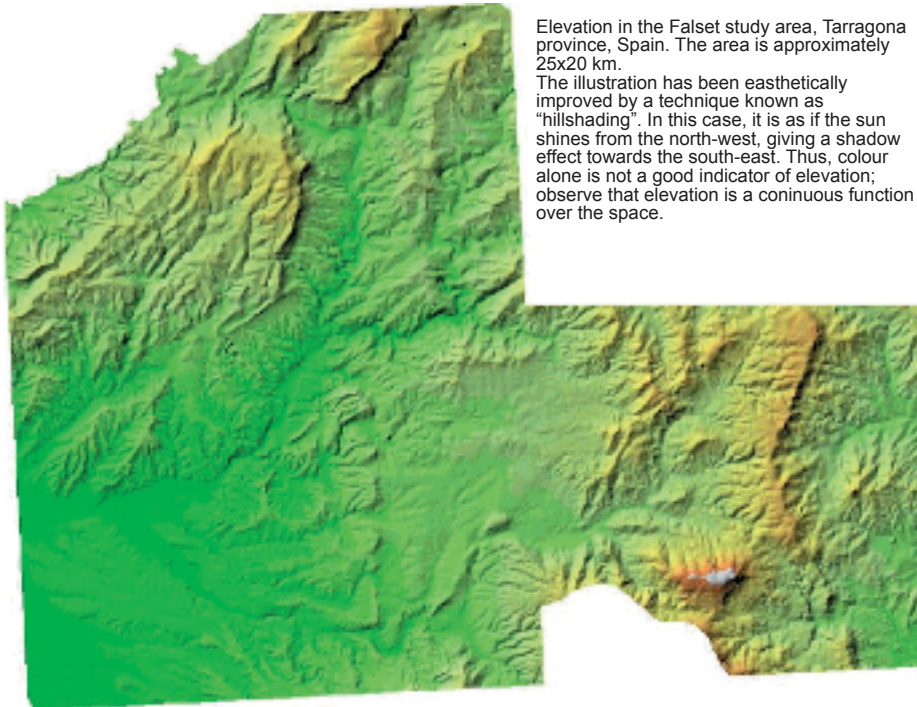 Elevation in the Falset study area, Tarragona
province, Spain. The area is approximately
25x20 km.
The illustration has been easthetically
improved by a technique known as
“hillshading”. In this case, it is as if the sun
shines from the north-west, giving a shadow
effect towards the south-east. Thus, colour
alone is not a good indicator of elevation;
observe that elevation is a coninuous function
over the space.